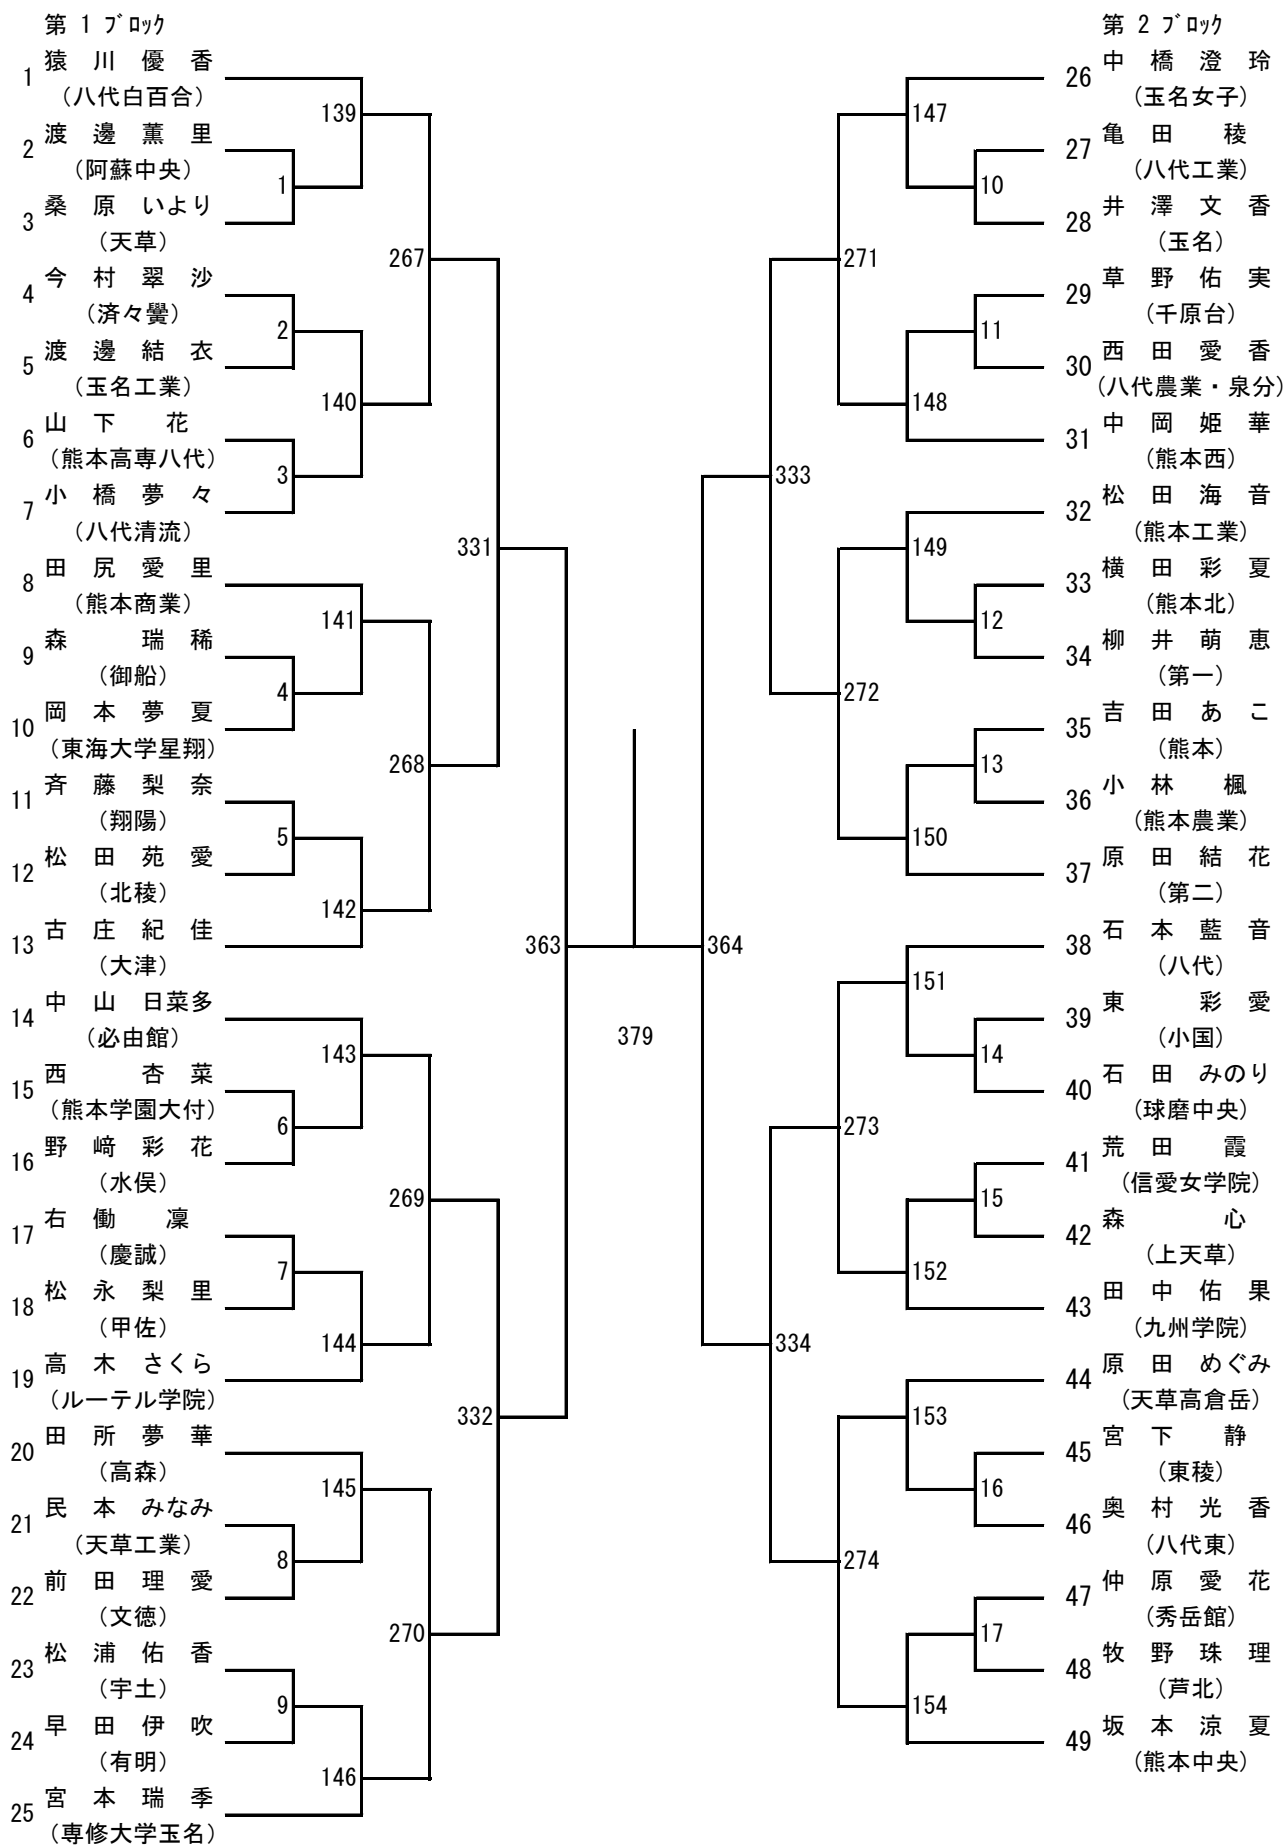 第 1 ブロック
1 猿川優香
(八代白百合)
139
2 渡邊薫里
(阿蘇中央)
1
3 桑原いより
(天草)
267
4 今村翠沙
(済々黌)
2
5 渡邊結衣
(玉名工業)
140
6 山下花
(熊本高専八代)
3
7 小橋夢々
(八代清流)
331
8 田尻愛里
(熊本商業)
141
9 森瑞稀
(御船)
4
10 岡本夢夏
(東海大学星翔)
268
11 斉藤梨奈
(翔陽)
5
12 松田苑愛
(北稜)
142
13 古庄紀佳
(大津)
363
14 中山日菜多
(必由館)
143
15 西杏菜
(熊本学園大付)
6
16 野﨑彩花
(水俣)
269
17 右働凜
(慶誠)
7
18 松永梨里
(甲佐)
144
19 高木さくら
(ルーテル学院)
332
20 田所夢華
(高森)
145
21 民本みなみ
(天草工業)
8
22 前田理愛
(文徳)
270
23 松浦佑香
(宇土)
9
24 早田伊吹
(有明)
146
25 宮本瑞季
(専修大学玉名)
379
第 2 ブロック
26 中橋澄玲
(玉名女子)
147
27 亀田稜
(八代工業)
10
28 井澤文香
(玉名)
271
29 草野佑実
(千原台)
11
30 西田愛香
(八代農業・泉分)
148
31 中岡姫華
(熊本西)
333
32 松田海音
(熊本工業)
149
33 横田彩夏
(熊本北)
12
34 柳井萌恵
(第一)
272
35 吉田あこ
(熊本)
13
36 小林楓
(熊本農業)
150
37 原田結花
(第二)
364
38 石本藍音
(八代)
151
39 東彩愛
(小国)
14
40 石田みのり
(球磨中央)
273
41 荒田霞
(信愛女学院)
15
42 森心
(上天草)
152
43 田中佑果
(九州学院)
334
44 原田めぐみ
(天草高倉岳)
153
45 宮下静
(東稜)
16
46 奥村光香
(八代東)
274
47 仲原愛花
(秀岳館)
17
48 牧野珠理
(芦北)
154
49 坂本涼夏
(熊本中央)